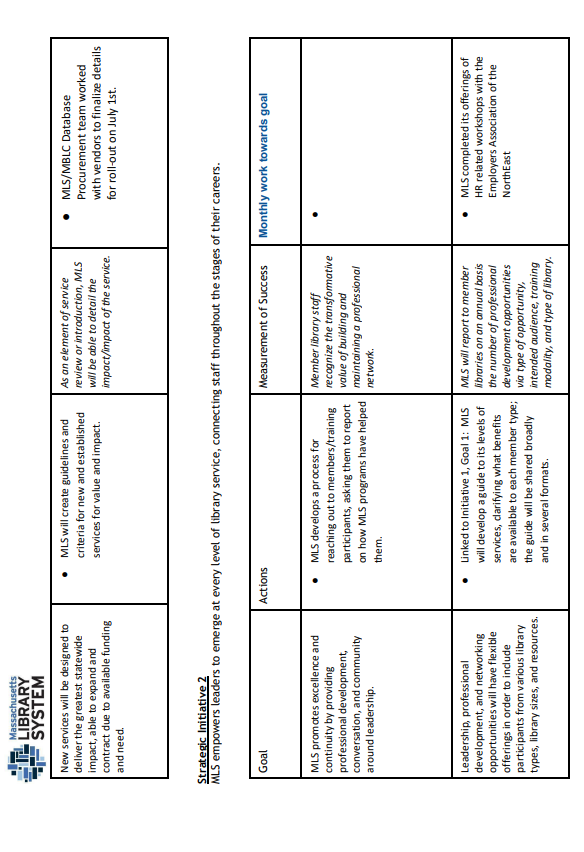 Massachusetts
LIBRARY
SYSTEM
New services will be designed to
deliver the greatest statewide
impact, able to expand and
contract due to available funding
and need.
● MLS will create guidelines and
criteria for new and established
services for value and impact.
As an element of service
review or introduction, MLS
will be able to detail the
impact/impact of the service.
● MLS/MBLC Database
Procurement team worked
with vendors to finalize details
for roll-out on July 1st.
Strategic Initiative 2
MLS empowers leaders to emerge at every level of library service, connecting staff throughout the stages of their careers.
Goal
Actions
Measurement of Success
Monthly work towards goal
MLS promotes excellence and
continuity by providing
professional development,
conversation, and community
around leadership.
● MLS develops a process for
reaching out to members/training
participants, asking them to report
on how MLS programs have helped
them.
Member library staff
recognize the transformative
value of building and
maintaining a professional
network.
●
Leadership, professional
development, and networking
opportunities will have flexible
offerings in order to include
participants from various library
types, library sizes, and resources.
● Linked to Initiative 1, Goal 1: MLS
will develop a guide to its levels of
services, clarifying what benefits
are available to each member type;
the guide will be shared broadly
and in several formats.
MLS will report to member
libraries on an annual basis
the number of professional
development opportunities
via type of opportunity,
intended audience, training
modality, and type of library.
● MLS completed its offerings of
HR related workshops with the
Employers Association of the
NorthEast